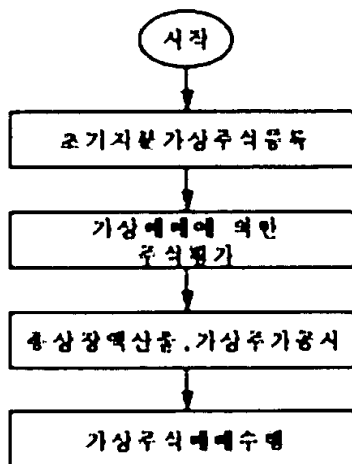 시작
초기지분가상주식등록
가상매매에 의한
주식평가
총상장액산출,가상주가공시
가상주식매매수행